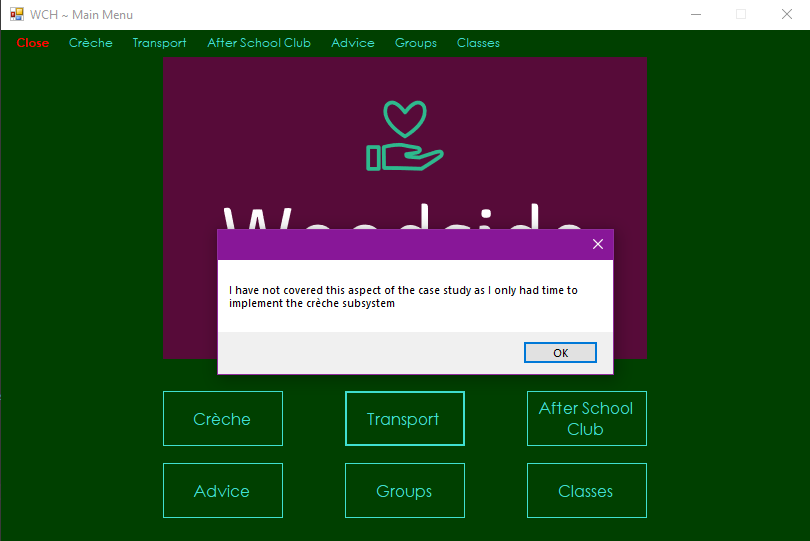 WCH ~ Main Menu
Close Crèche Transport After School Club Advice Groups Classes
Woodside
I have not covered this aspect of the case study as I only had time to
implement the crèche subsystem
OK
Crèche Transport After School
Club
Advice Groups Classes